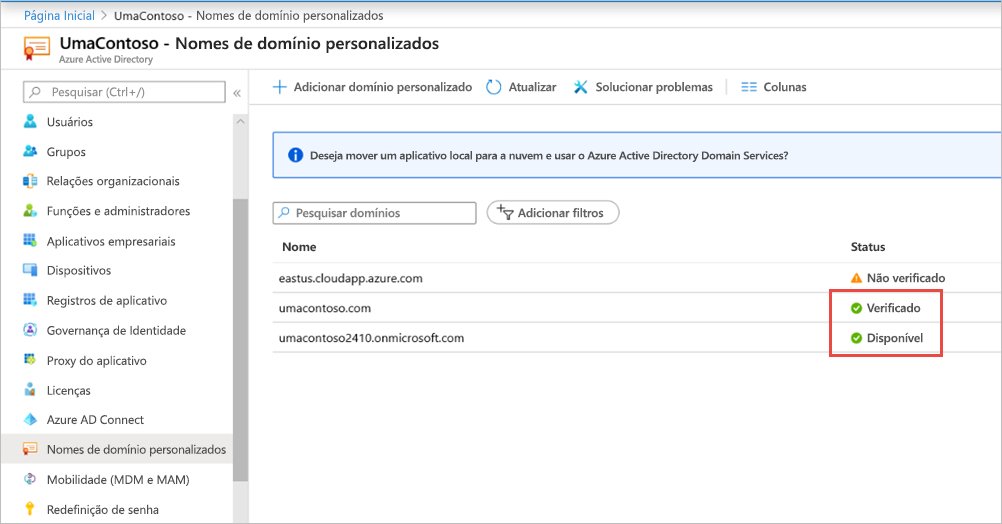 Página Inicial > UmaContoso - Nomes de domínio personalizados
UmaContoso - Nomes de domínio personalizados
Azure Active Directory
Pesquisar (Ctrl+/)
«
Usuários
Grupos
Relações organizacionais
Funções e administradores
Aplicativos empresariais
Dispositivos
Registros de aplicativo
Governança de Identidade
Proxy do aplicativo
Licenças
Azure AD Connect
Nomes de domínio personalizados
Mobilidade (MDM e MAM)
Redefinição de senha
Adicionar domínio personalizado Atualizar Solucionar problemas Colunas
Deseja mover um aplicativo local para a nuvem e usar o Azure Active Directory Domain Services?
Pesquisar domínios Adicionar filtros
Nome Status
eastus.cloudapp.azure.com Não verificado
umacontoso.com Verificado
umacontoso2410.onmicrosoft.com Disponível